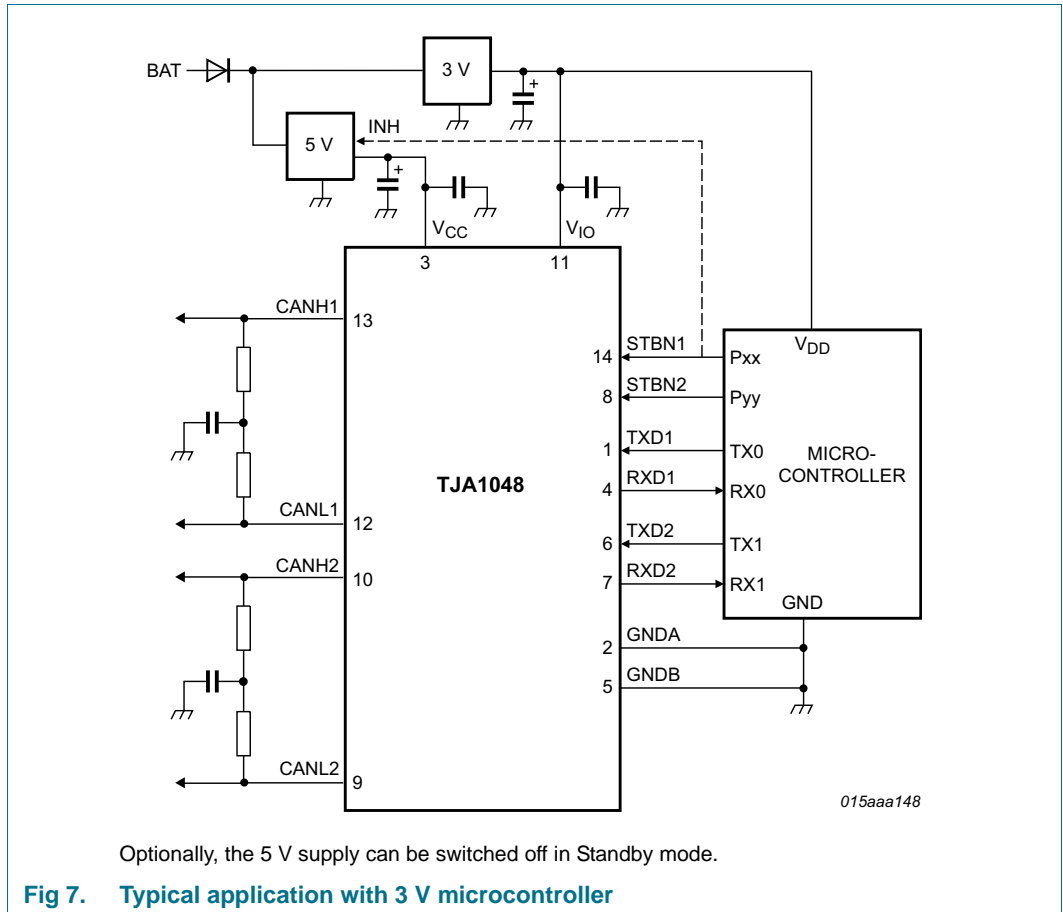 BAT
3 V
5 V
INH
VCC
VIO
3
11
CANH1
13
CANL1
12
CANH2
10
CANL2
9
TJA1048
14
STBN1
8
STBN2
1
TXD1
4
RXD1
6
TXD2
7
RXD2
2
GNDA
5
GNDB
VDD
Pxx
Pyy
TX0
RX0
TX1
RX1
GND
MICRO-
CONTROLLER
015aaa148
Optionally, the 5 V supply can be switched off in Standby mode.
Fig 7. Typical application with 3 V microcontroller